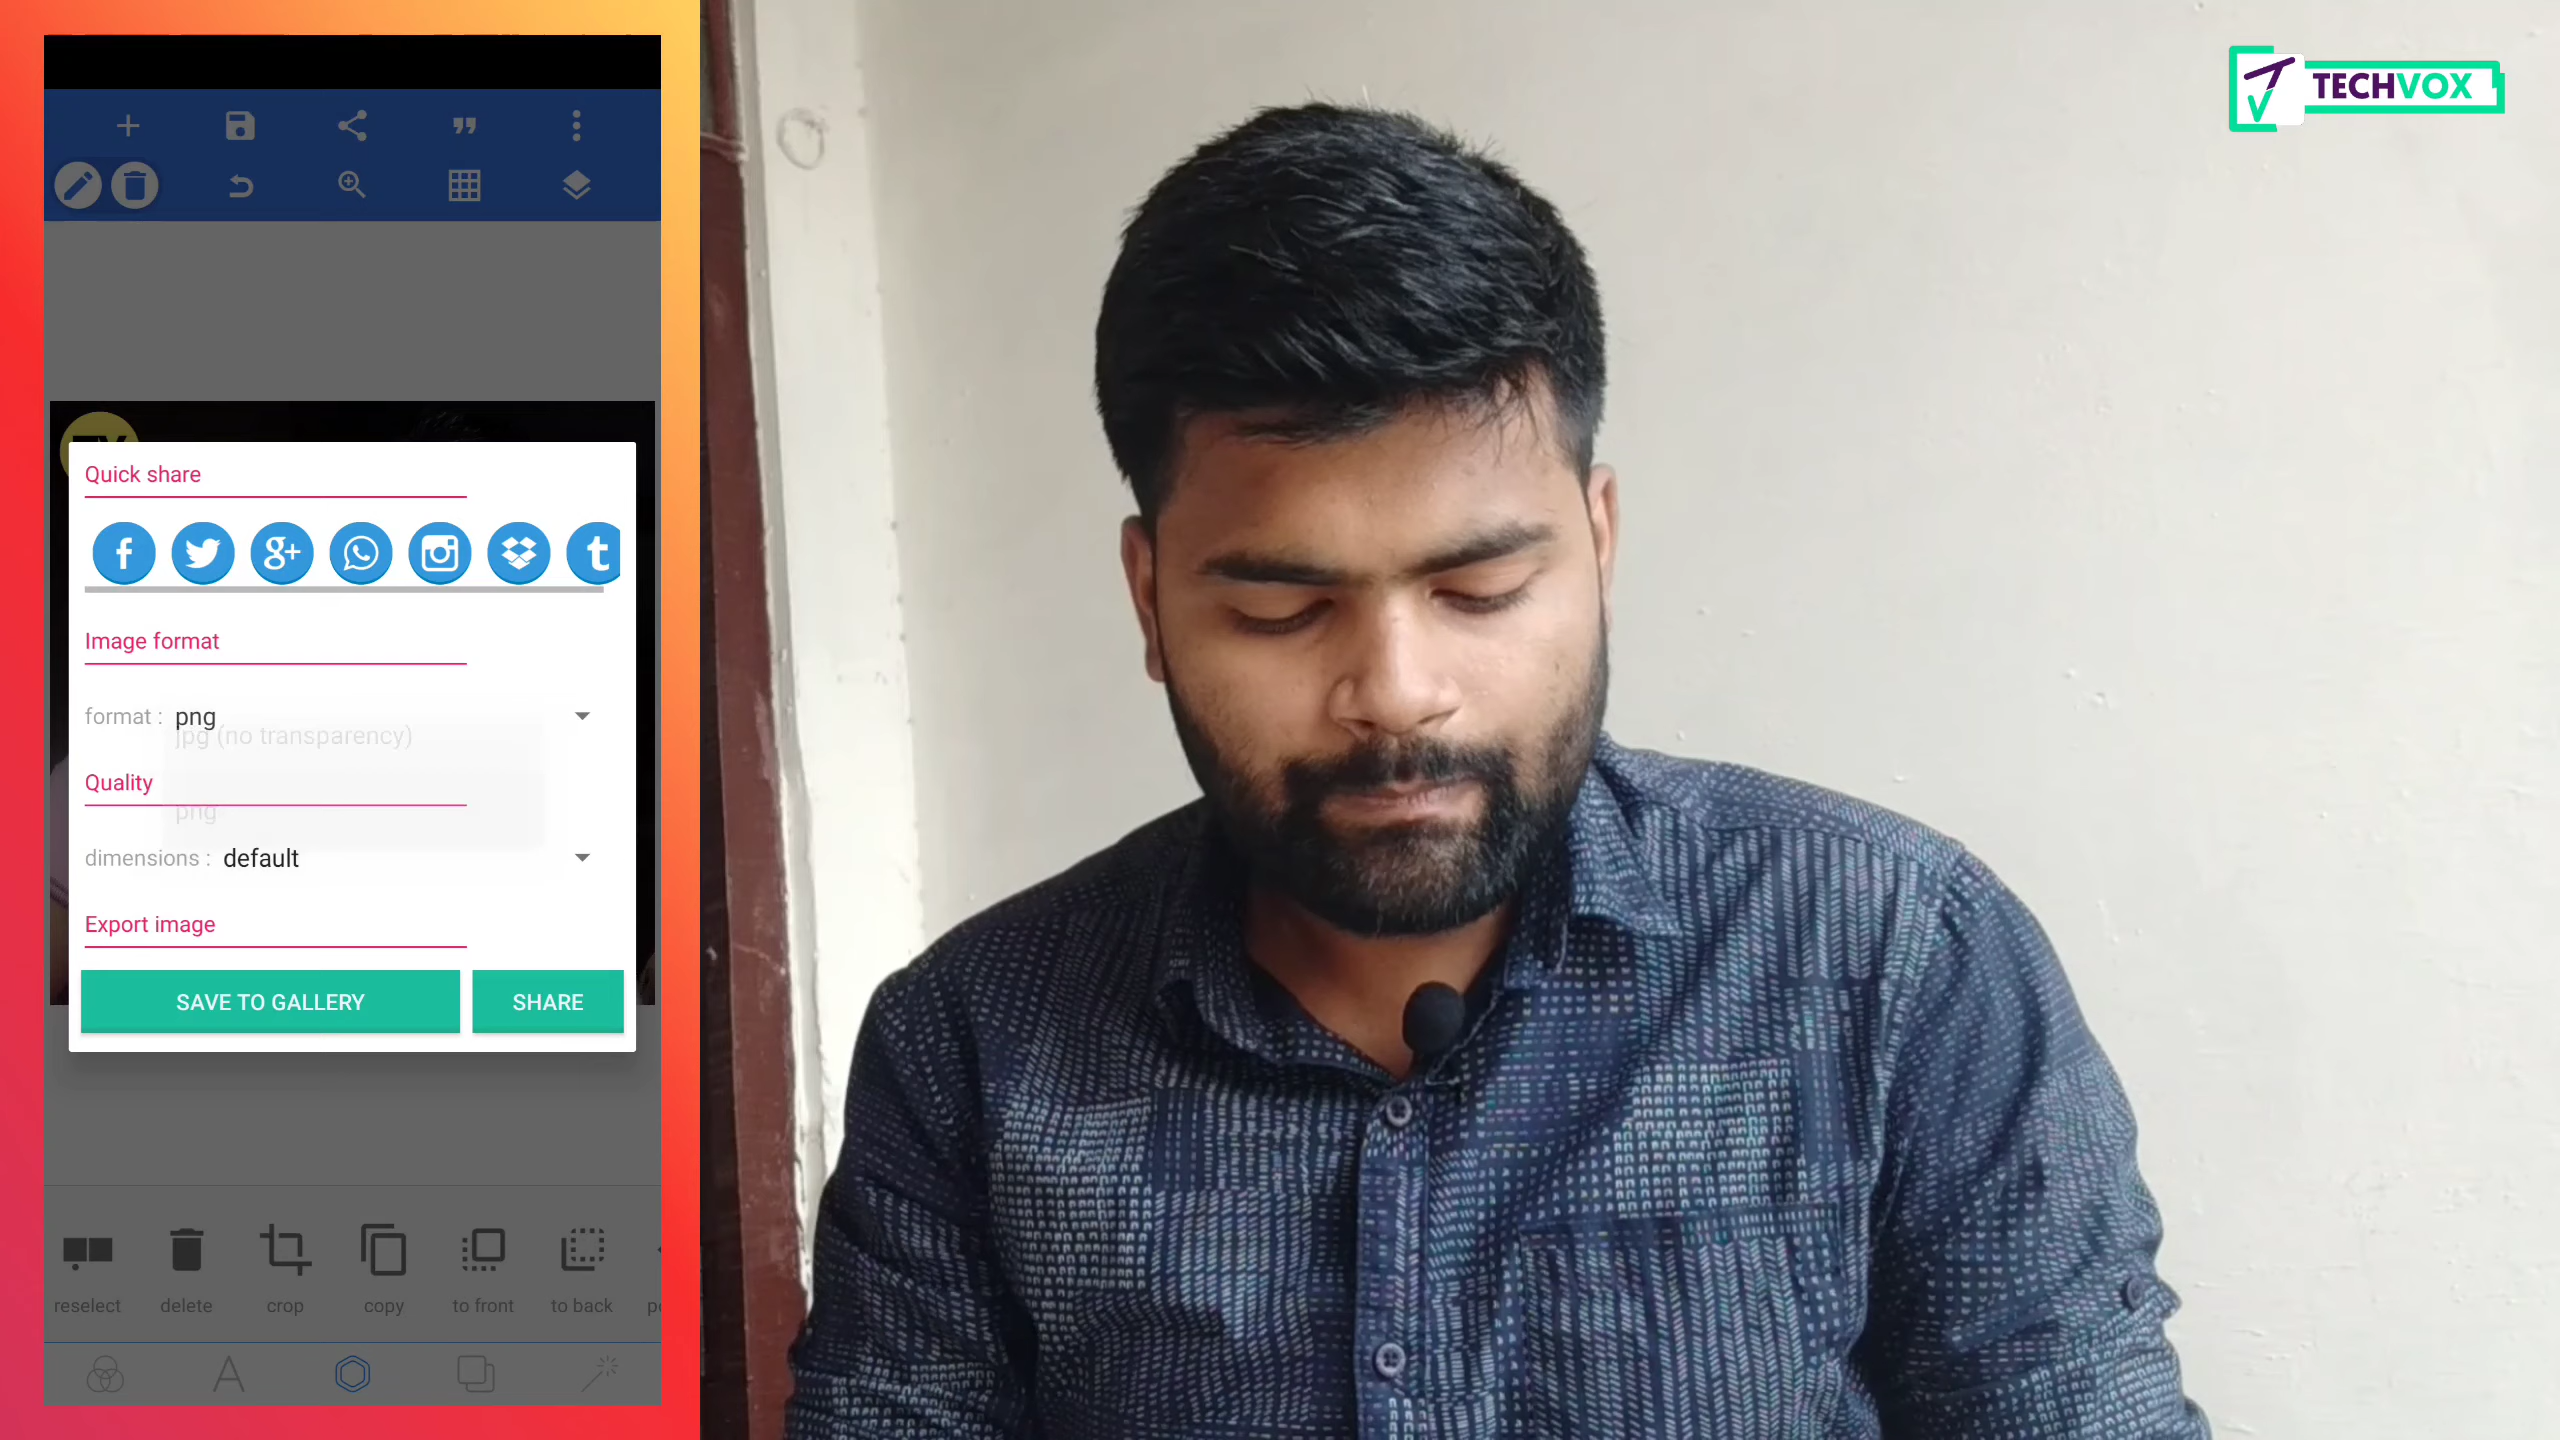 TECHVOX
Quick share
Image format
format : png
jpg (no transparency)
Quality
png
dimensions : default
Export image
SAVE TO GALLERY
SHARE
reselect
delete
crop
copy
to front
to back